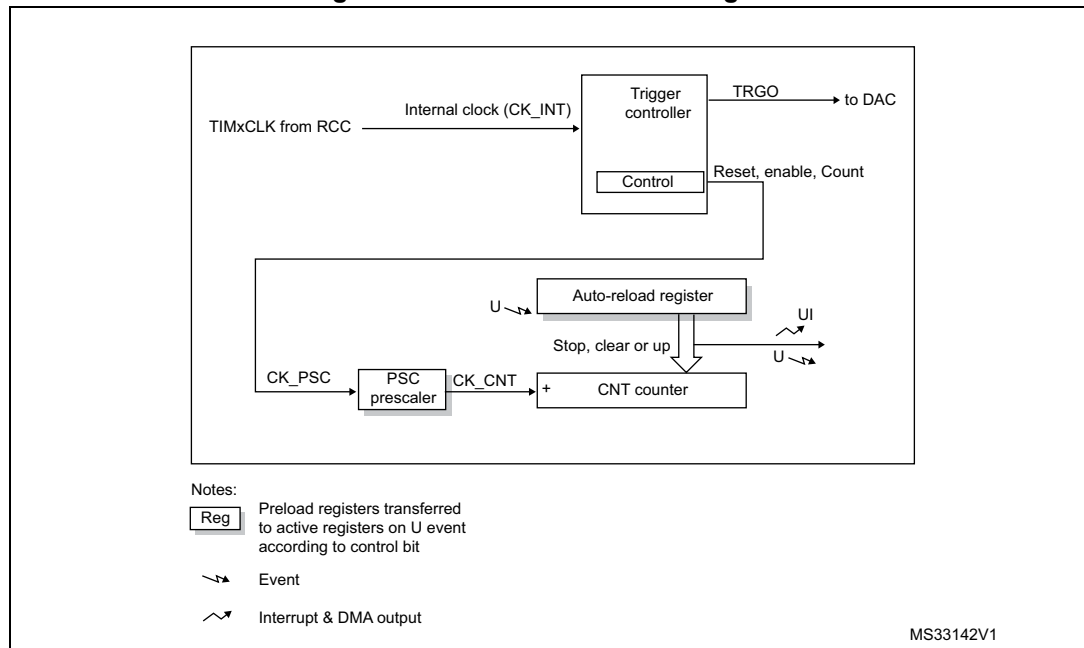 Trigger
controller
TRGO
to DAC
Internal clock (CK_INT)
TIMxCLK from RCC
Control
Reset, enable, Count
U
Auto-reload register
UI
Stop, clear or up
U
CK_PSC
PSC
prescaler
CK_CNT
+
CNT counter
Notes:
Reg
Preload registers transferred
to active registers on U event
according to control bit
Event
Interrupt & DMA output
MS33142V1